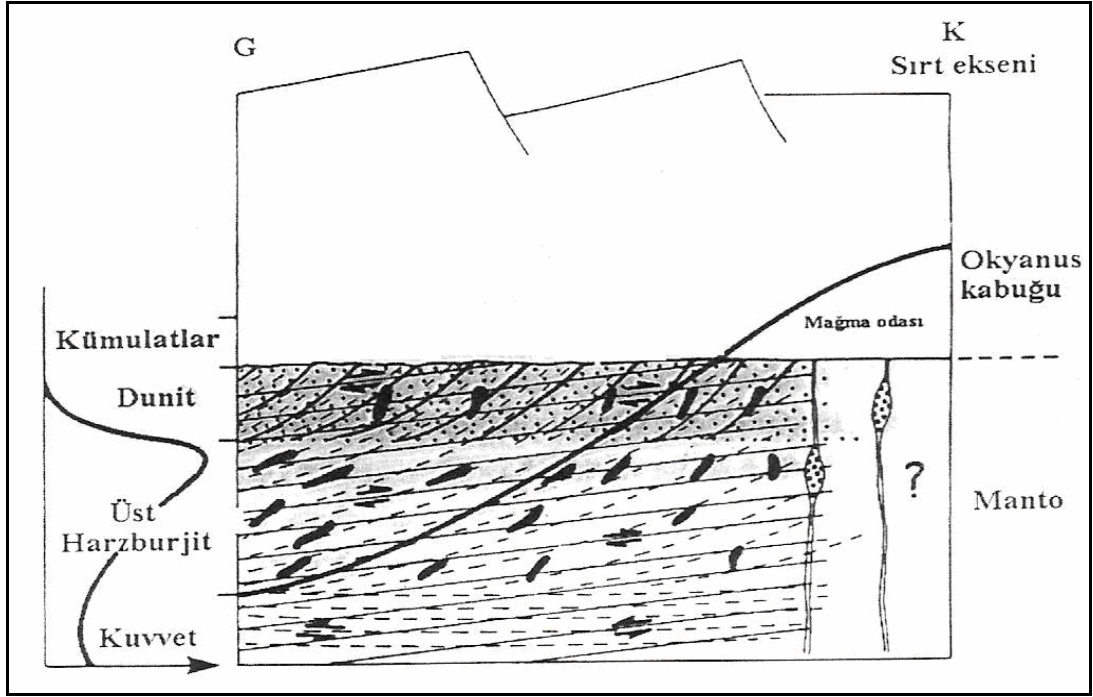 G
K
Sırt ekseni
Okyanus
kabuğu
Mağma odası
Kümulatlar
Dunit
?
Üst
Harzburjit
Manto
Kuvvet